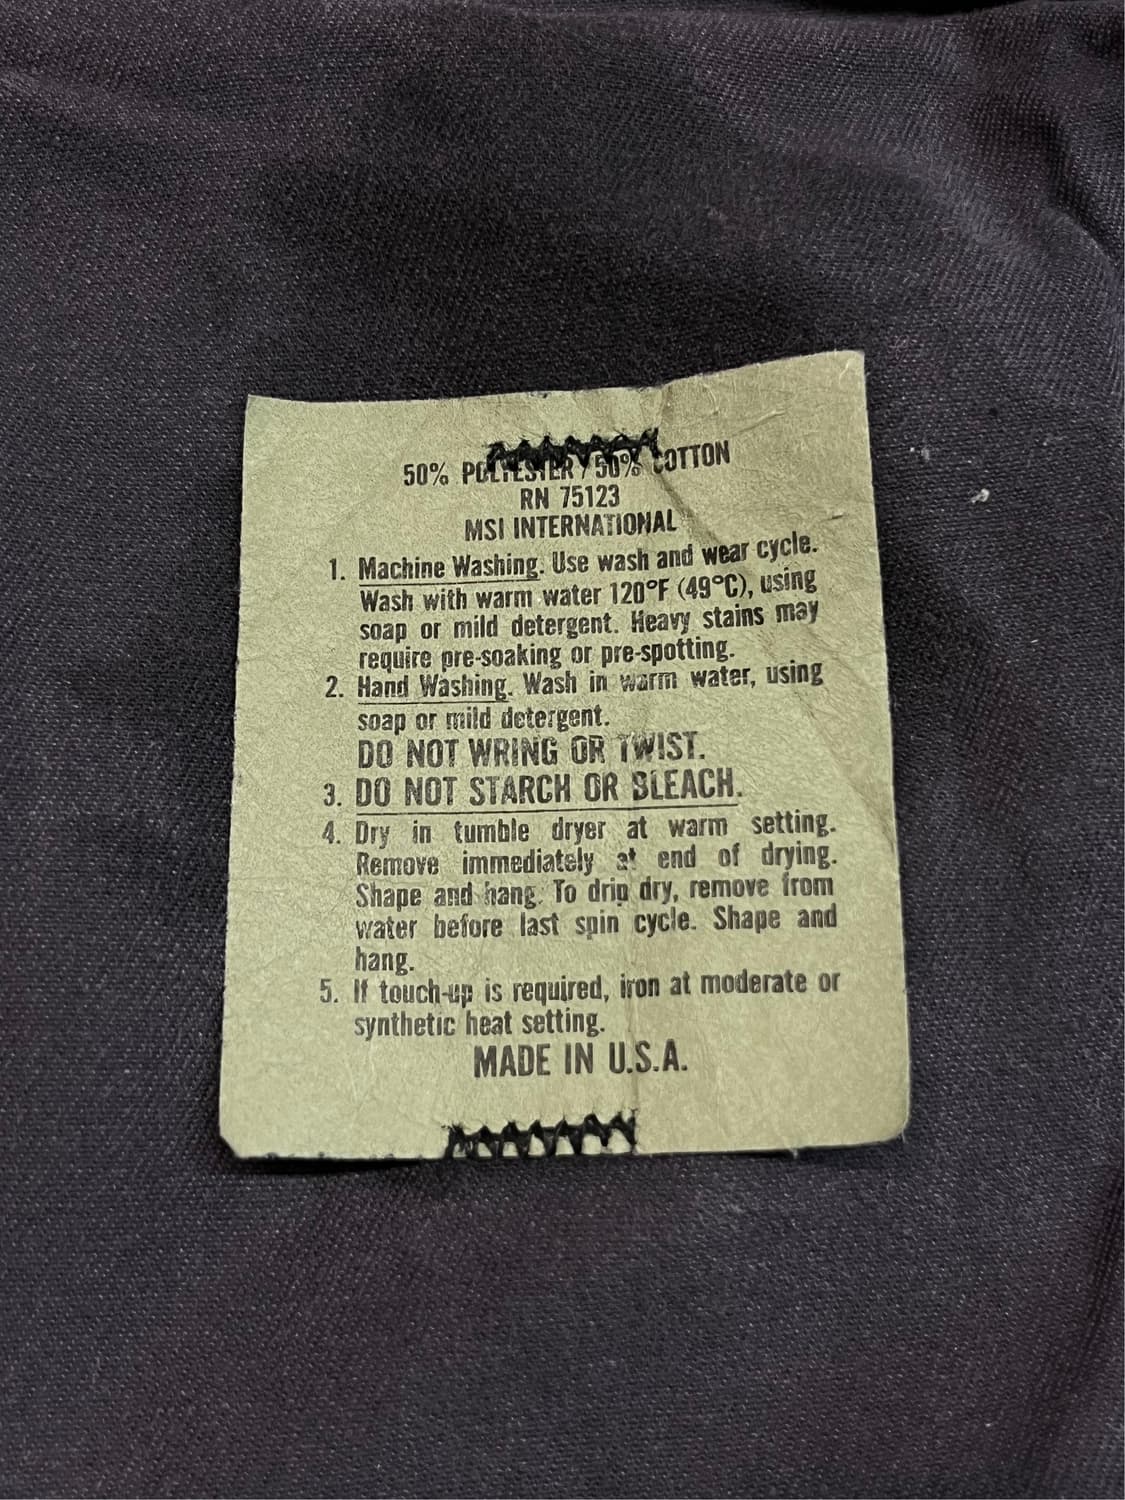 50% POLYESTER / 50% COTTON
RN 75123
MSI INTERNATIONAL
1. Machine Washing. Use wash and wear cycle.
Wash with warm water 120°F (49°C), using
soap or mild detergent. Heavy stains may
require pre-soaking or pre-spotting.
2. Hand Washing. Wash in warm water, using
soap or mild detergent.
DO NOT WRING OR TWIST.
3. DO NOT STARCH OR BLEACH.
4. Dry in tumble dryer at warm setting.
Remove immediately at end of drying.
Shape and hang. To drip dry, remove from
water before last spin cycle. Shape and
hang.
5. If touch-up is required, iron at moderate or
synthetic heat setting.
MADE IN U.S.A.